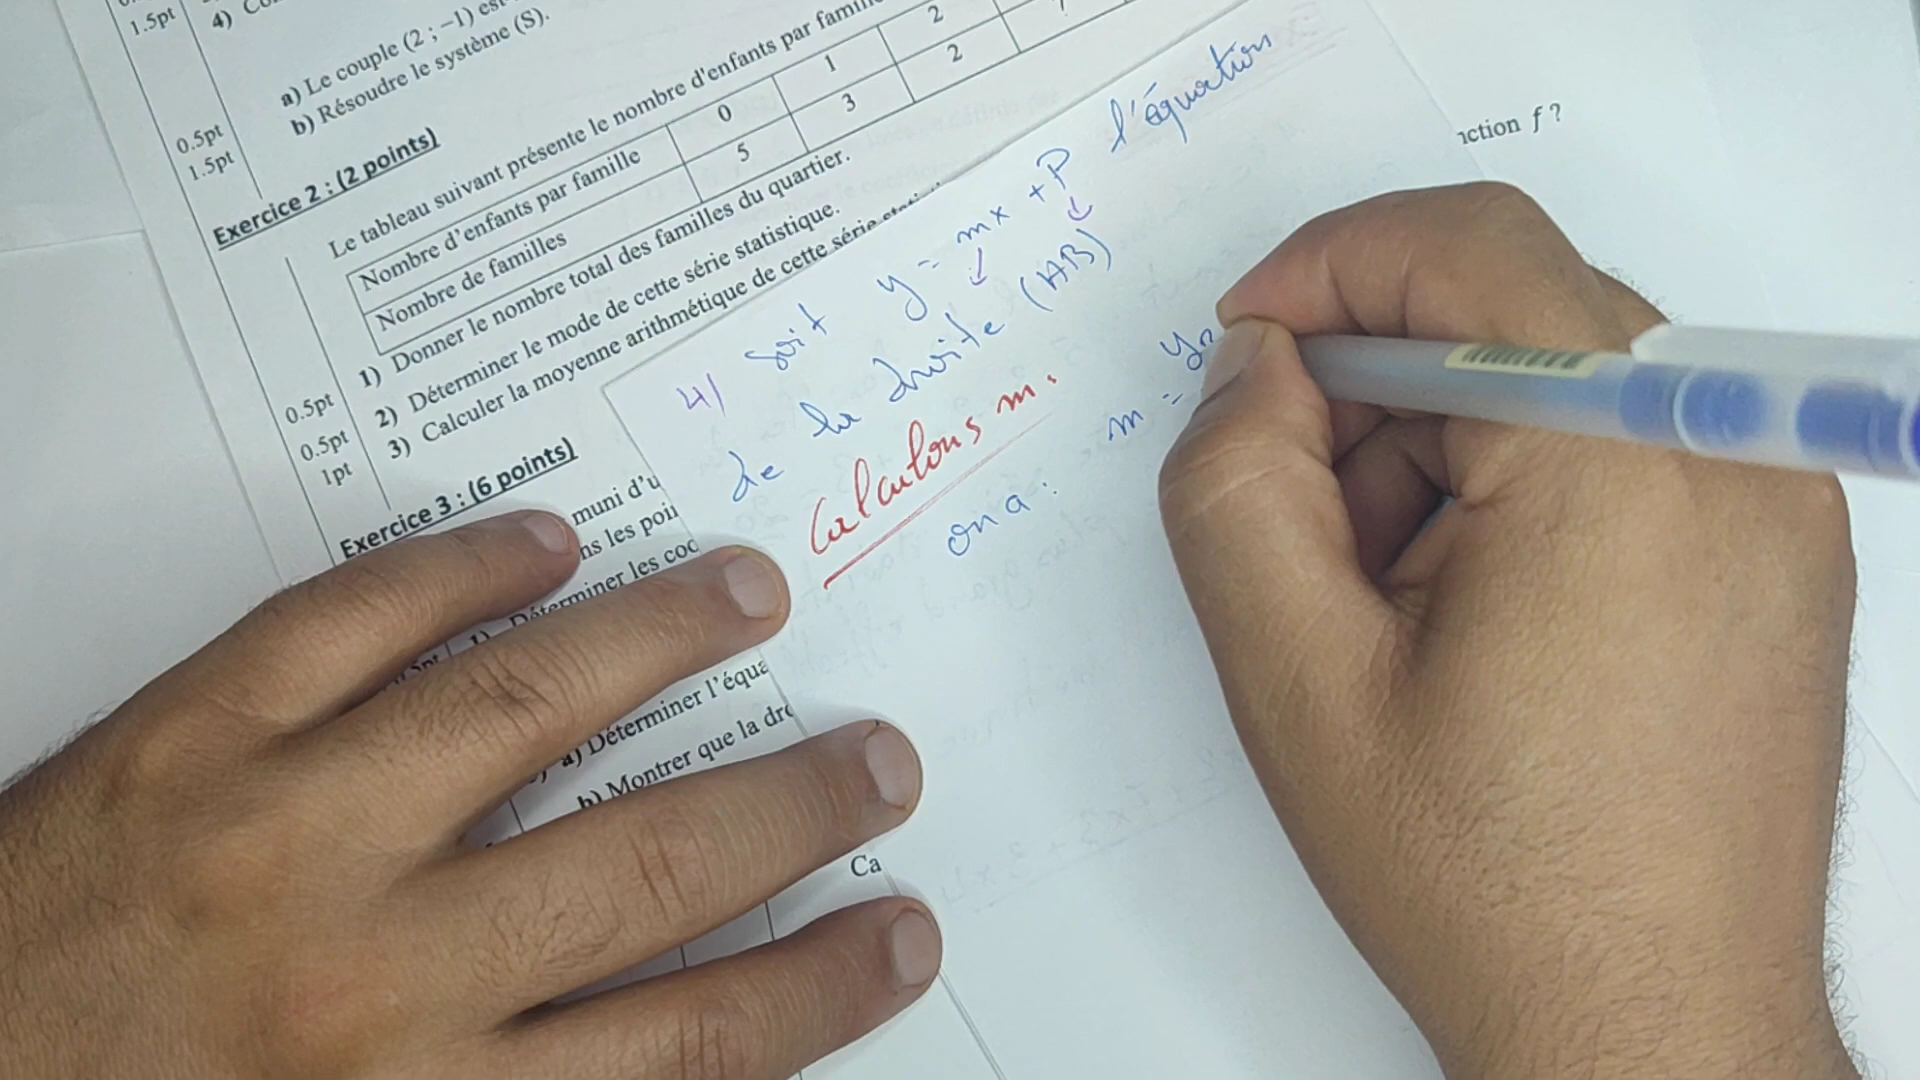 1.5pt
4)
a) Le couple (2 ; −1)
b) Résoudre le système (S).
0.5pt
1.5pt
Exercice 2 : (2 points)
Le tableau suivant présente le nombre d'enfants par
Nombre d'enfants par famille 0 1 2
Nombre de familles 5 3 2
1) Donner le nombre total des familles du quartier.
2) Déterminer le mode de cette série statistique.
3) Calculer la moyenne arithmétique de cette série
0.5pt
0.5pt
1pt
Exercice 3 : (6 points)
muni d'u
ns les poi
1) Déterminer les coo
a) Déterminer l'équa
b) Montrer que la dro
Ca
nction f ?
4) soit y = mx + P l'équation
de la droite (AB)
Calculons m.
on a : m = y